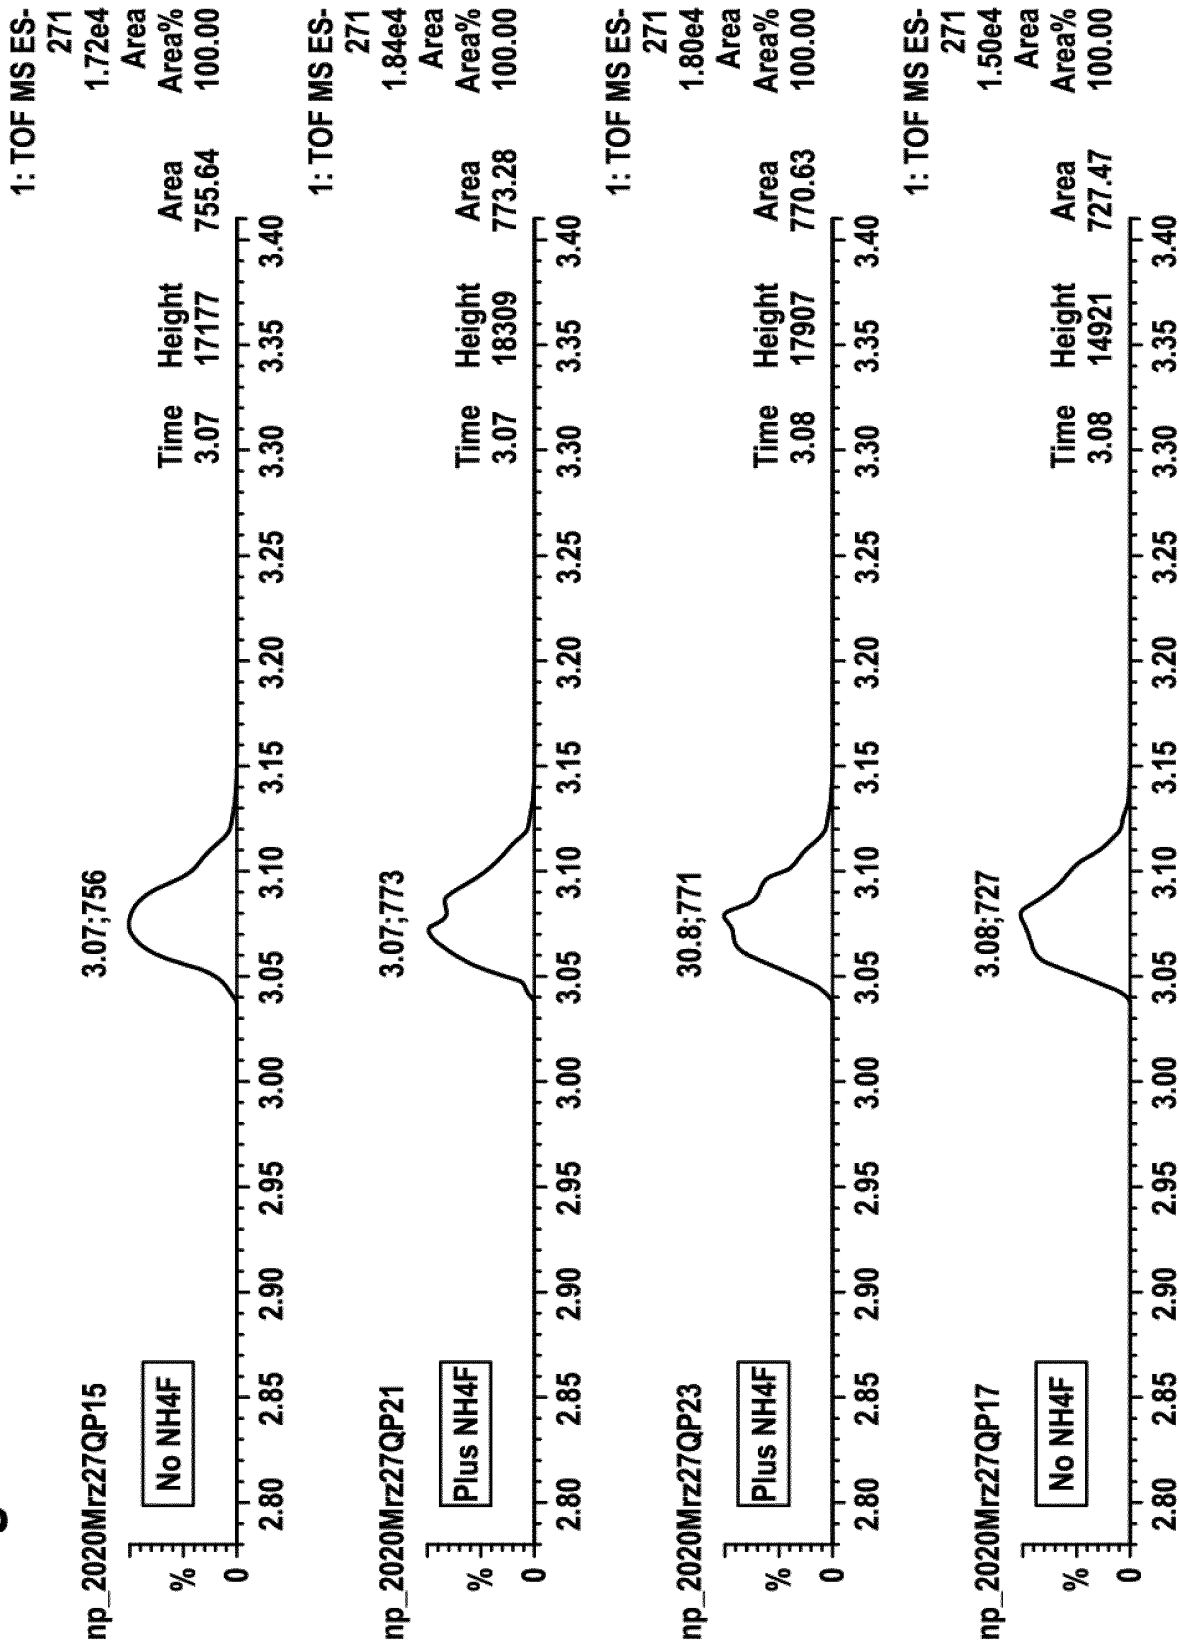 np_2020Mrz27QP15
1: TOF MS ES-
271
1.72e4
Area
No NH4F
3.07;756
Time Height Area Area%
3.07 17177 755.64 100.00
%
0
2.80 2.85 2.90 2.95 3.00 3.05 3.10 3.15 3.20 3.25 3.30 3.35 3.40
np_2020Mrz27QP21
1: TOF MS ES-
271
1.84e4
Area
Plus NH4F
3.07;773
Time Height Area Area%
3.07 18309 773.28 100.00
%
0
2.80 2.85 2.90 2.95 3.00 3.05 3.10 3.15 3.20 3.25 3.30 3.35 3.40
np_2020Mrz27QP23
1: TOF MS ES-
271
1.80e4
Area
Plus NH4F
30.8;771
Time Height Area Area%
3.08 17907 770.63 100.00
%
0
2.80 2.85 2.90 2.95 3.00 3.05 3.10 3.15 3.20 3.25 3.30 3.35 3.40
np_2020Mrz27QP17
1: TOF MS ES-
271
1.50e4
Area
No NH4F
3.08;727
Time Height Area Area%
3.08 14921 727.47 100.00
%
0
2.80 2.85 2.90 2.95 3.00 3.05 3.10 3.15 3.20 3.25 3.30 3.35 3.40